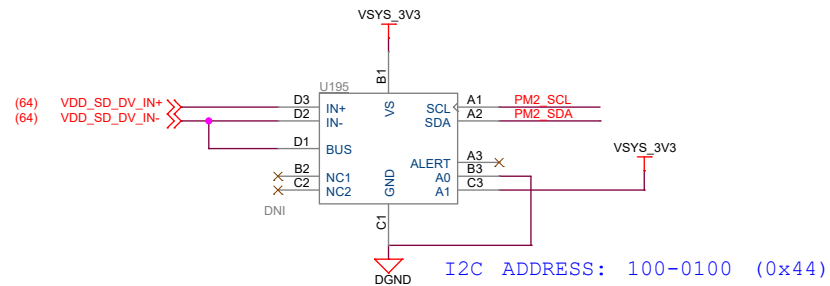 VSYS_3V3
U195
B1
(64) VDD_SD_DV_IN+ D3 IN+ VS SCL A1 PM2_SCL
(64) VDD_SD_DV_IN- D2 IN- SDA A2 PM2_SDA
D1 BUS
VSYS_3V3
ALERT A3
B2 NC1 A0 B3
C2 NC2 GND A1 C3
DNI
C1
DGND
I2C ADDRESS: 100-0100 (0x44)